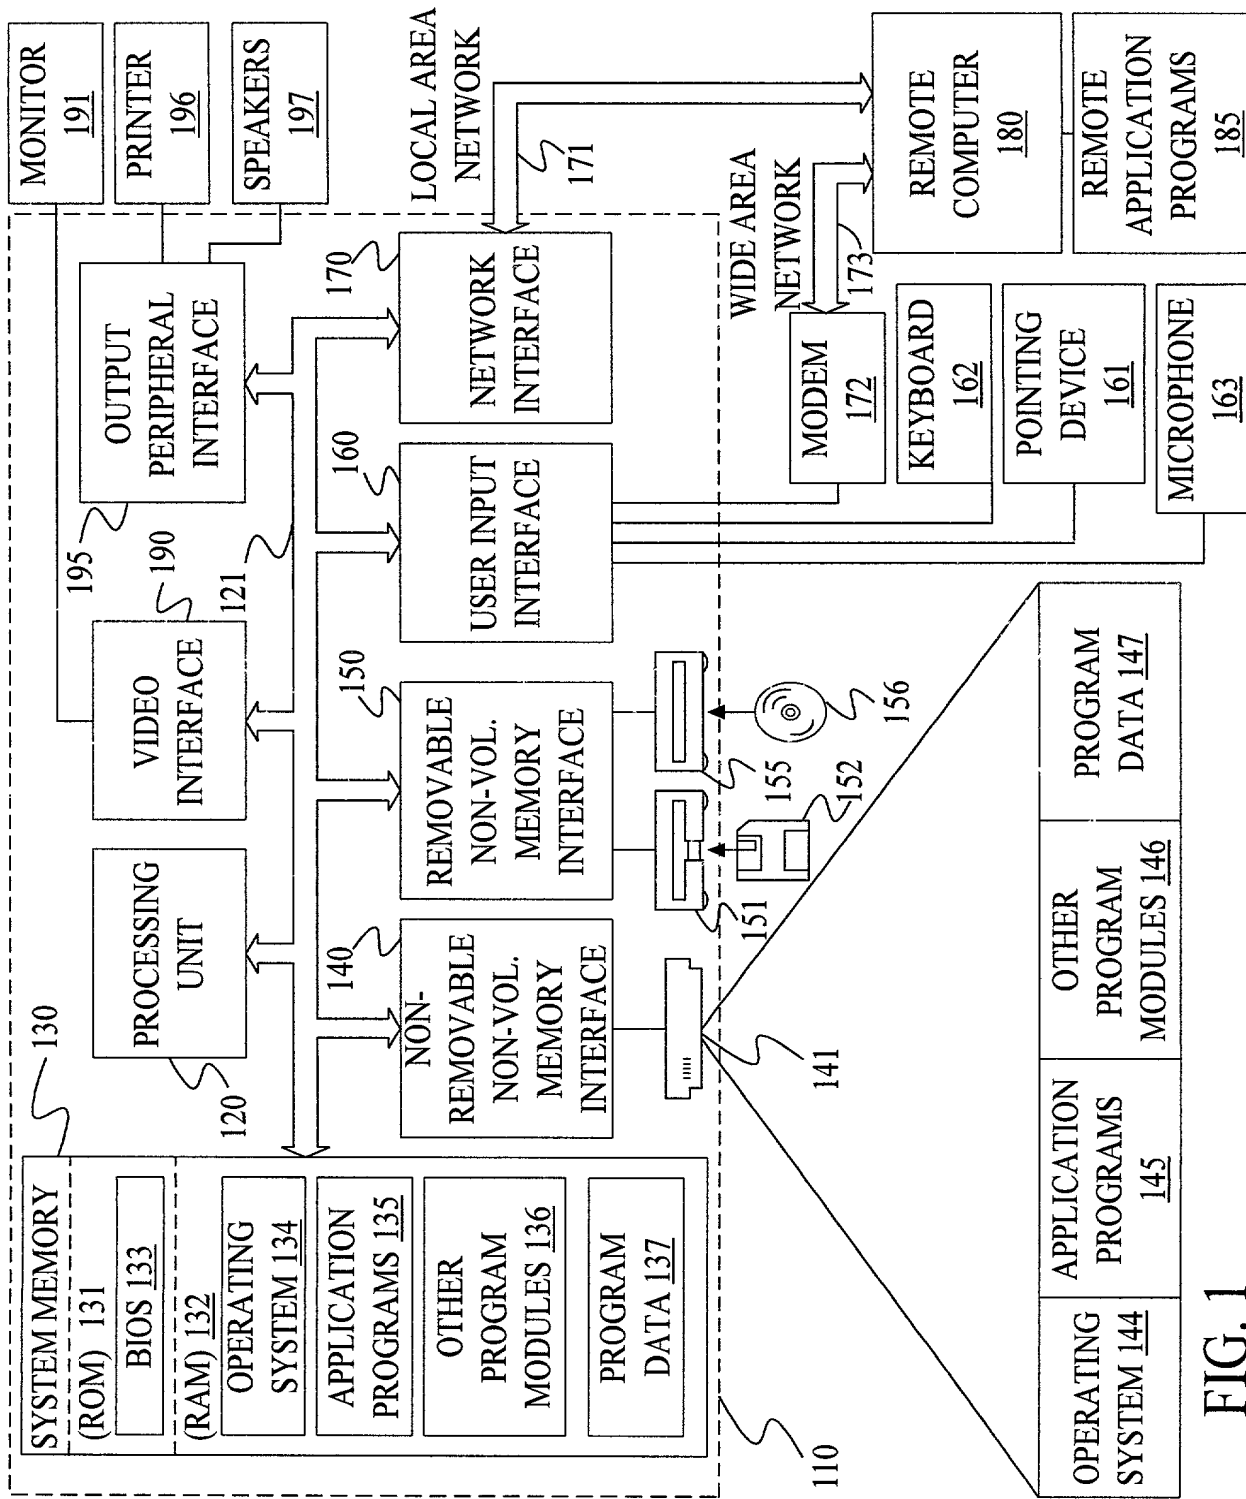 SYSTEM MEMORY
130
(ROM) 131
BIOS 133
(RAM) 132
OPERATING
SYSTEM 134
APPLICATION
PROGRAMS 135
OTHER
PROGRAM
MODULES 136
PROGRAM
DATA 137
110
PROCESSING
UNIT
120
VIDEO
INTERFACE
190
OUTPUT
PERIPHERAL
INTERFACE
195
121
MONITOR
191
PRINTER
196
SPEAKERS
197
NON-
REMOVABLE
NON-VOL.
MEMORY
INTERFACE
140
REMOVABLE
NON-VOL.
MEMORY
INTERFACE
150
USER INPUT
INTERFACE
160
NETWORK
INTERFACE
170
LOCAL AREA
NETWORK
171
141
151
152
155
156
WIDE AREA
NETWORK
173
MODEM
172
KEYBOARD
162
POINTING
DEVICE
161
MICROPHONE
163
REMOTE
COMPUTER
180
REMOTE
APPLICATION
PROGRAMS
185
OPERATING
SYSTEM 144
APPLICATION
PROGRAMS
145
OTHER
PROGRAM
MODULES 146
PROGRAM
DATA 147
FIG. 1